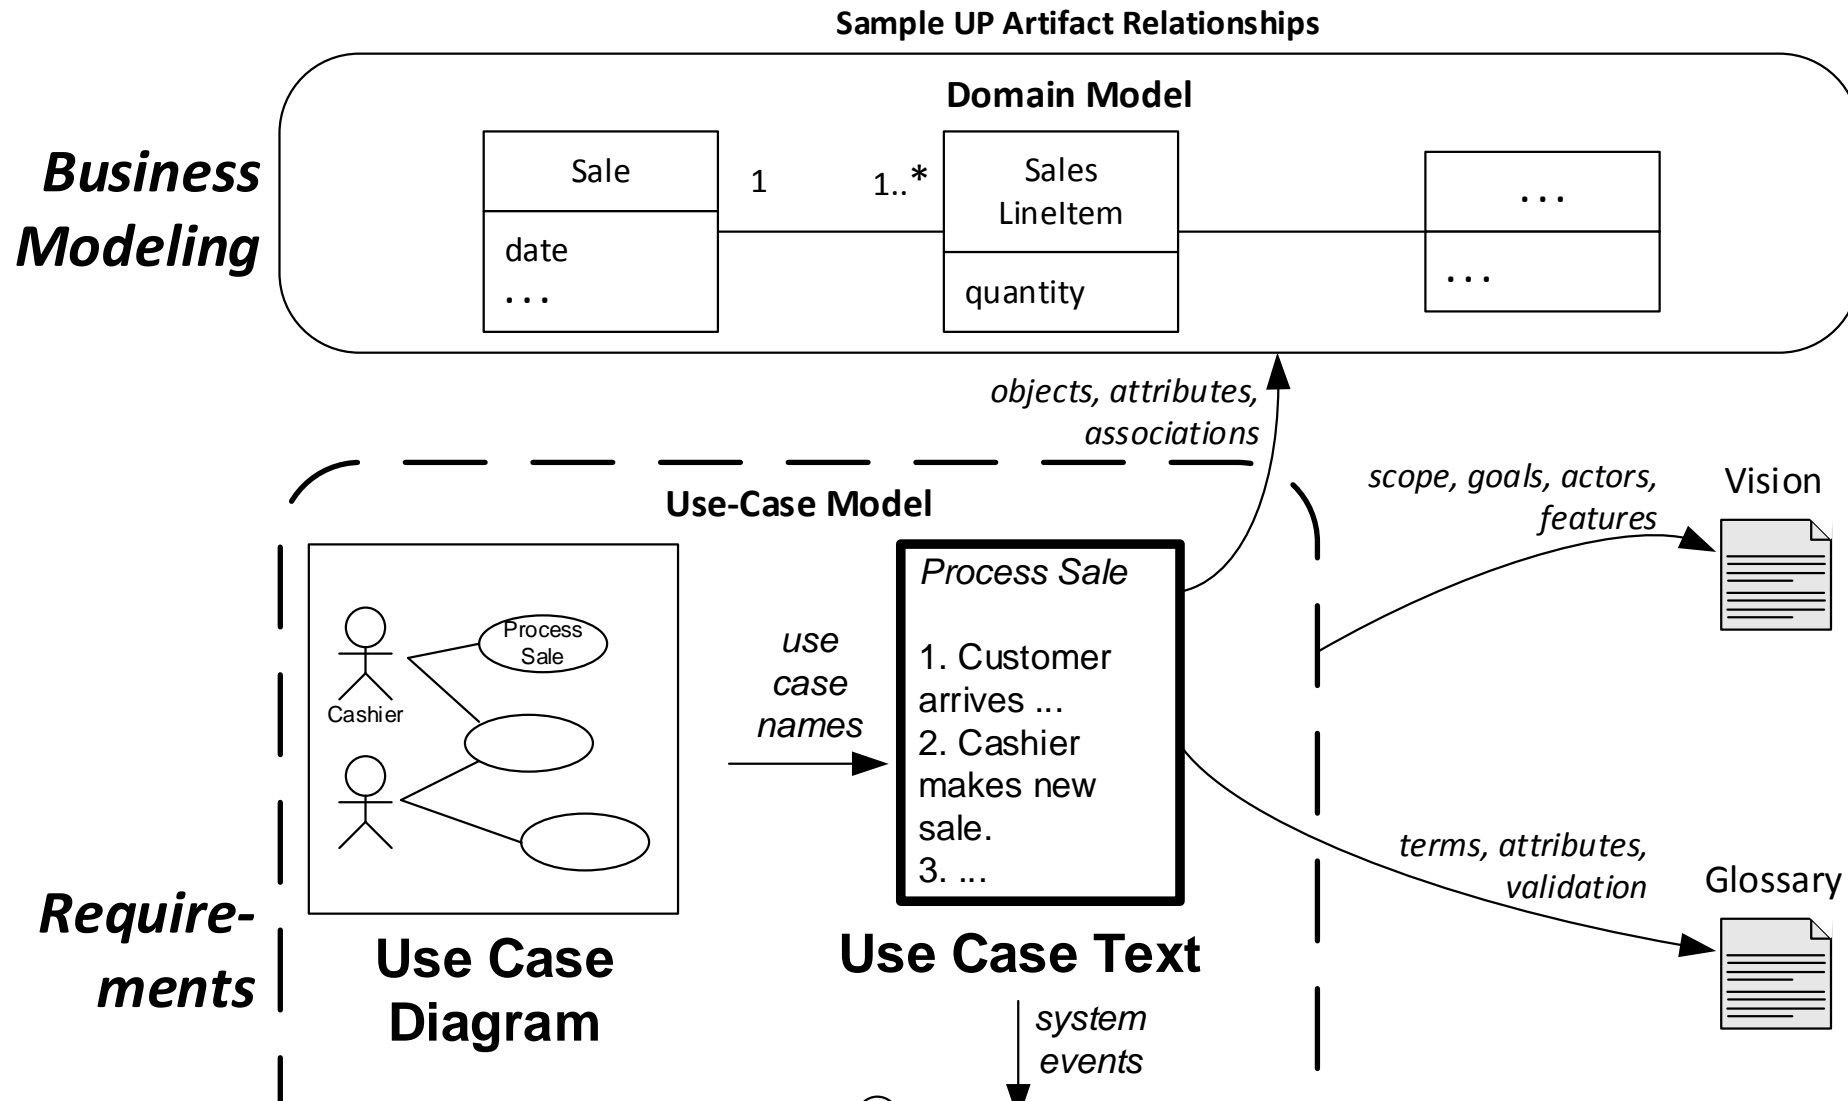 Sample UP Artifact Relationships
Domain Model
Business
Modeling
Sale
1
1..*
Sales
LineItem
. . .
date
. . .
quantity
. . .
objects, attributes,
associations
Use-Case Model
scope, goals, actors,
features
Vision
Process
Sale
Cashier
use
case
names
Process Sale
1. Customer
arrives ...
2. Cashier
makes new
sale.
3. ...
terms, attributes,
validation
Glossary
Require-
ments
Use Case
Diagram
Use Case Text
system
events